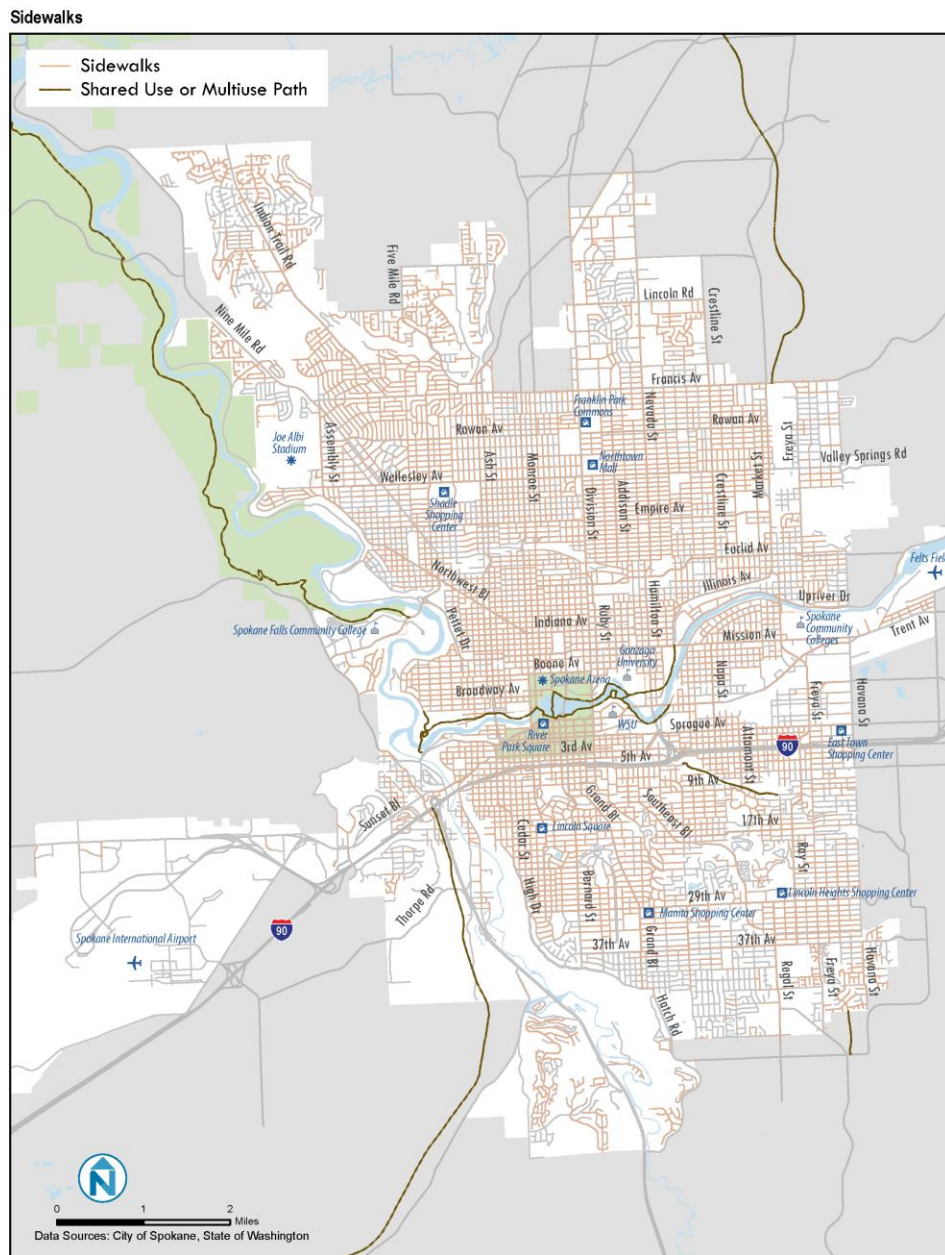 Sidewalks
Sidewalks
Shared Use or Multiuse Path
Indian Trail Rd
Five Mile Rd
Nine Mile Rd
Lincoln Rd
Crestline St
Francis Av
Franklin Park
Commons
Nevada St
Rowan Av
Rowan Av
Freya St
Joe Albi
Stadium
Assembly St
Ash St
Monroe St
Northtown
Mall
Valley Springs Rd
Wellesley Av
Shadle
Shopping
Center
Division St
Addison St
Empire Av
Crestline St
Market St
Euclid Av
Felts Field
Northwest Bl
Illinois Av
Upriver Dr
Pettet Dr
Ruby St
Hamilton St
Spokane
Community
Colleges
Trent Av
Spokane Falls Community College
Indiana Av
Mission Av
Gonzaga
University
Boone Av
Spokane Arena
Broadway Av
Napa St
Freya St
Havana St
WSU
Sprague Av
River
Park Square
3rd Av
5th Av
Altamont St
90
East Town
Shopping Center
9th Av
Sunset Bl
Grand Bl
Southeast Bl
17th Av
Cedar St
Lincoln Square
Ray St
High Dr
Bernard St
29th Av
Lincoln Heights Shopping Center
Thorpe Rd
Manito Shopping Center
90
37th Av
Grand Bl
37th Av
Spokane International Airport
Regal St
Freya St
Havana St
Hatch Rd
N
0 1 2
Miles
Data Sources: City of Spokane, State of Washington